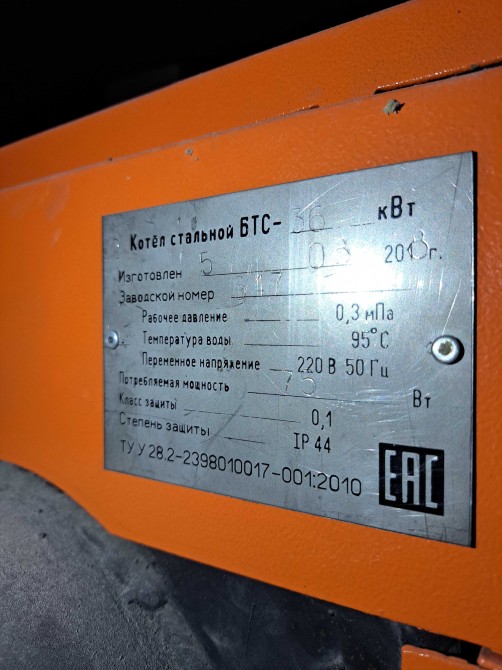 Котёл стальной БТС-36 кВт
Изготовлен 5 2018г.
Заводской номер 317
Рабочее давление 0,3 мПа
Температура воды 95°С
Переменное напряжение 220 В 50 Гц
Потребляемая мощность 75 Вт
Класс защиты 0,1
Степень защиты IP 44
ТУ У 28.2-2398010017-001:2010
ЕАС